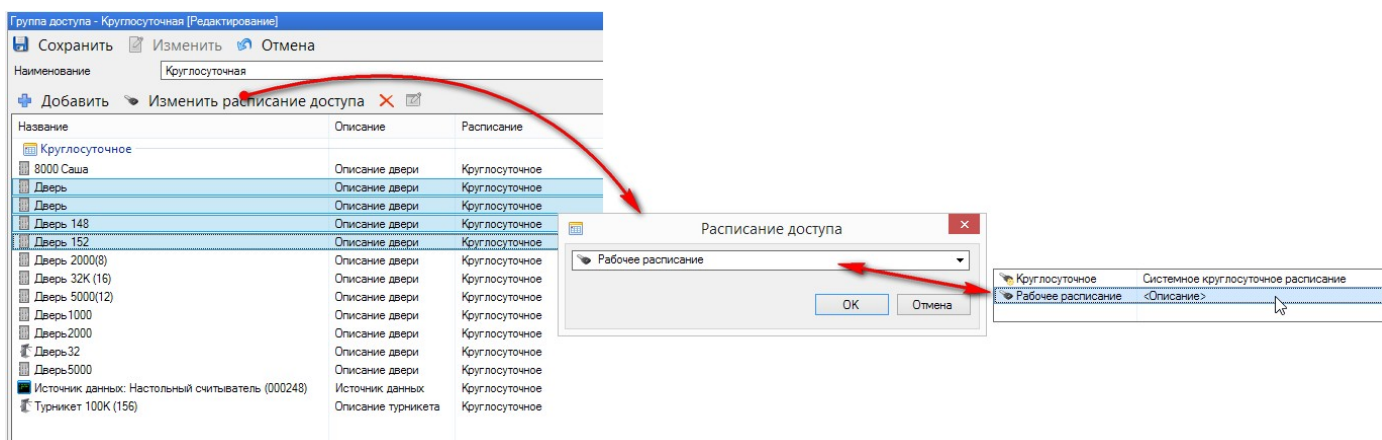 Группа доступа - Круглосуточная [Редактирование]
Сохранить Изменить Отмена
Наименование Круглосуточная
Добавить Изменить расписание доступа
Название Описание Расписание
Круглосуточное
8000 Саша Описание двери Круглосуточное
Дверь Описание двери Круглосуточное
Дверь Описание двери Круглосуточное
Дверь 148 Описание двери Круглосуточное
Дверь 152 Описание двери Круглосуточное
Дверь 2000(8) Описание двери Круглосуточное
Дверь 32К (16) Описание двери Круглосуточное
Дверь 5000(12) Описание двери Круглосуточное
Дверь1000 Описание двери Круглосуточное
Дверь2000 Описание двери Круглосуточное
Дверь32 Описание двери Круглосуточное
Дверь5000 Описание двери Круглосуточное
Источник данных: Настольный считыватель (000248) Источник данных Круглосуточное
Турникет 100К (156) Описание турникета Круглосуточное
Расписание доступа
Рабочее расписание
OK Отмена
Круглосуточное Системное круглосуточное расписание
Рабочее расписание <Описание>